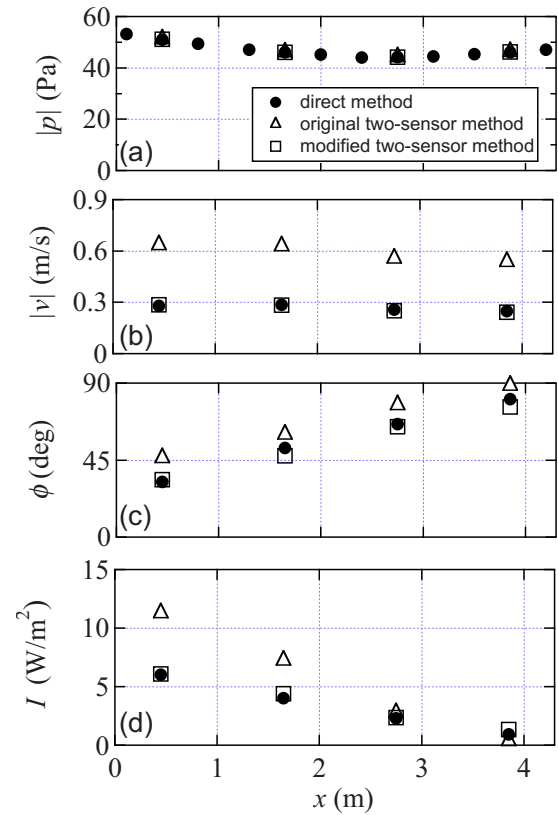 60
40
20
0
|p| (Pa)
(a)
direct method
original two-sensor method
modified two-sensor method
0.9
0.6
0.3
0
|v| (m/s)
(b)
90
45
0
ϕ (deg)
(c)
15
10
5
0
I (W/m²)
(d)
0 1 2 3 4
x (m)